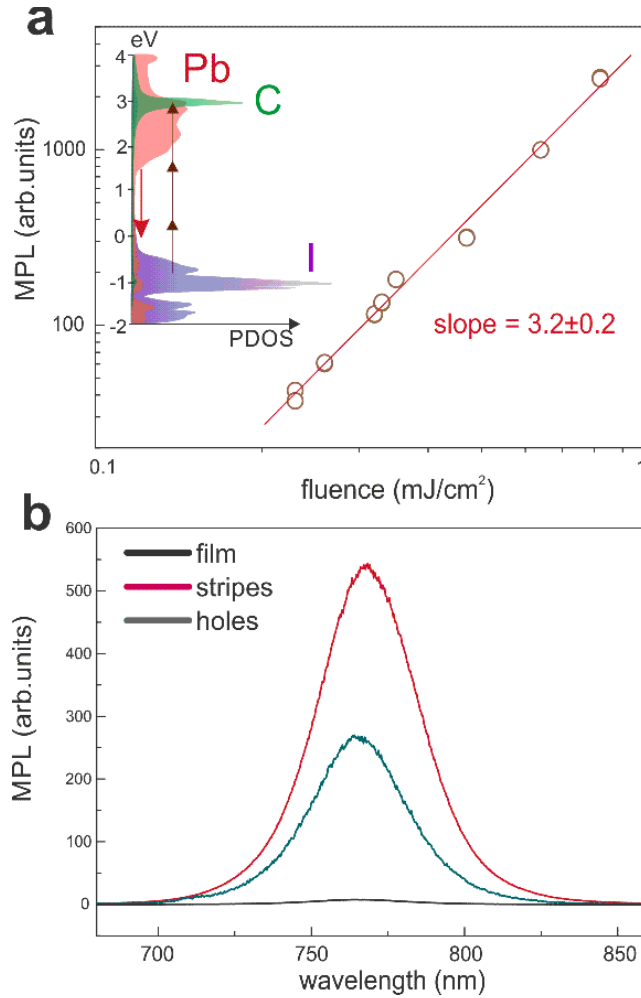 a
eV
4
3
2
1
0
-1
-2
Pb
C
I
PDOS
1000
100
MPL (arb.units)
slope = 3.2±0.2
0.1
1
fluence (mJ/cm²)
b
600
500
400
300
200
100
0
MPL (arb.units)
film
stripes
holes
700
750
800
850
wavelength (nm)